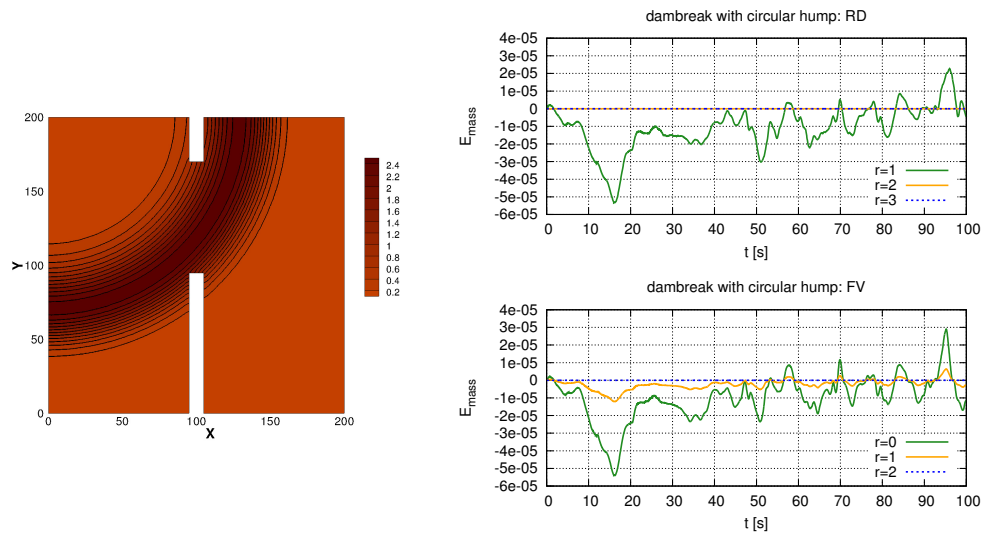 200
150
100
50
0
Y
0
50
100
150
200
X
2.4
2.2
2
1.8
1.6
1.4
1.2
1
0.8
0.6
0.4
0.2
dambreak with circular hump: RD
4e-05
3e-05
2e-05
1e-05
0
-1e-05
-2e-05
-3e-05
-4e-05
-5e-05
-6e-05
E_mass
r=1
r=2
r=3
0 10 20 30 40 50 60 70 80 90 100
t [s]
dambreak with circular hump: FV
4e-05
3e-05
2e-05
1e-05
0
-1e-05
-2e-05
-3e-05
-4e-05
-5e-05
-6e-05
E_mass
r=0
r=1
r=2
0 10 20 30 40 50 60 70 80 90 100
t [s]